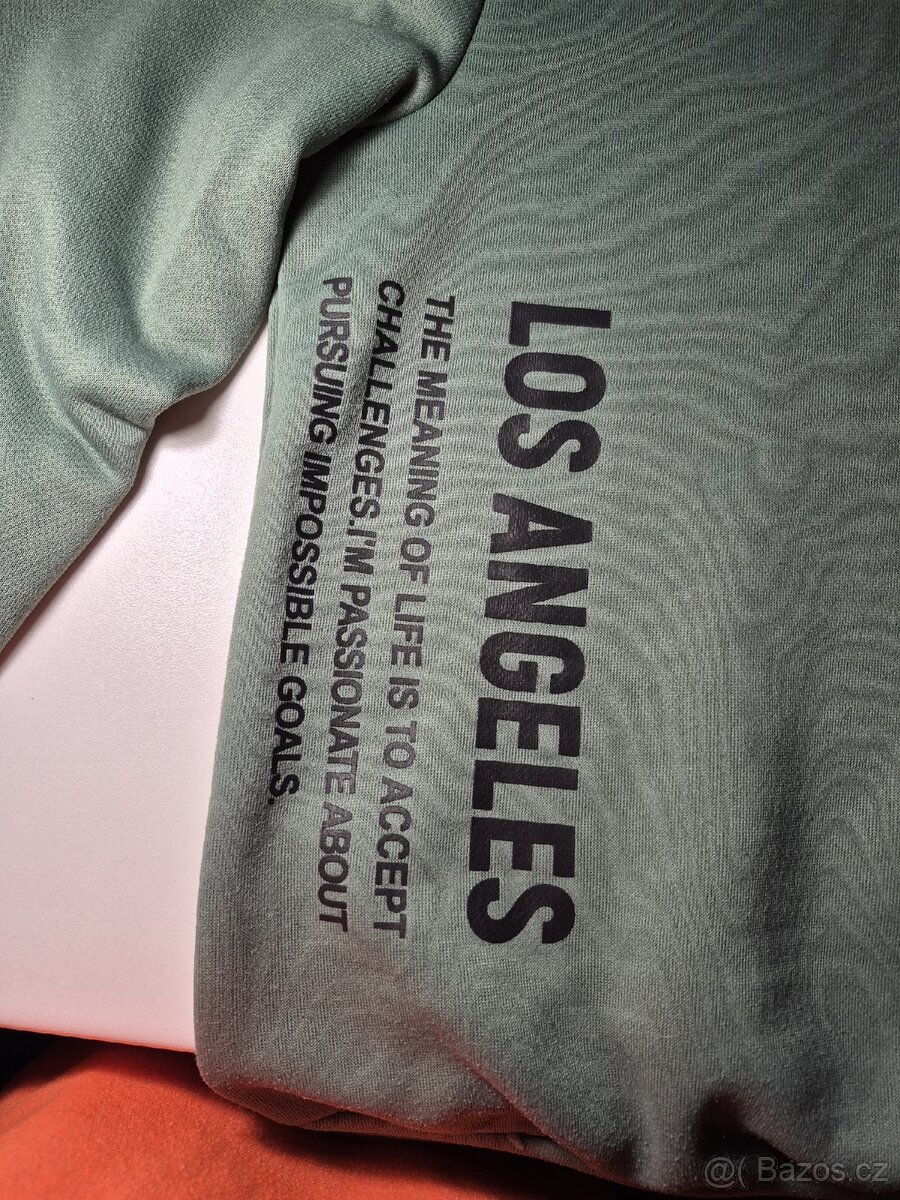 LOS ANGELES
THE MEANING OF LIFE IS TO ACCEPT
CHALLENGES.I'M PASSIONATE ABOUT
PURSUING IMPOSSIBLE GOALS.
@( Bazos.cz